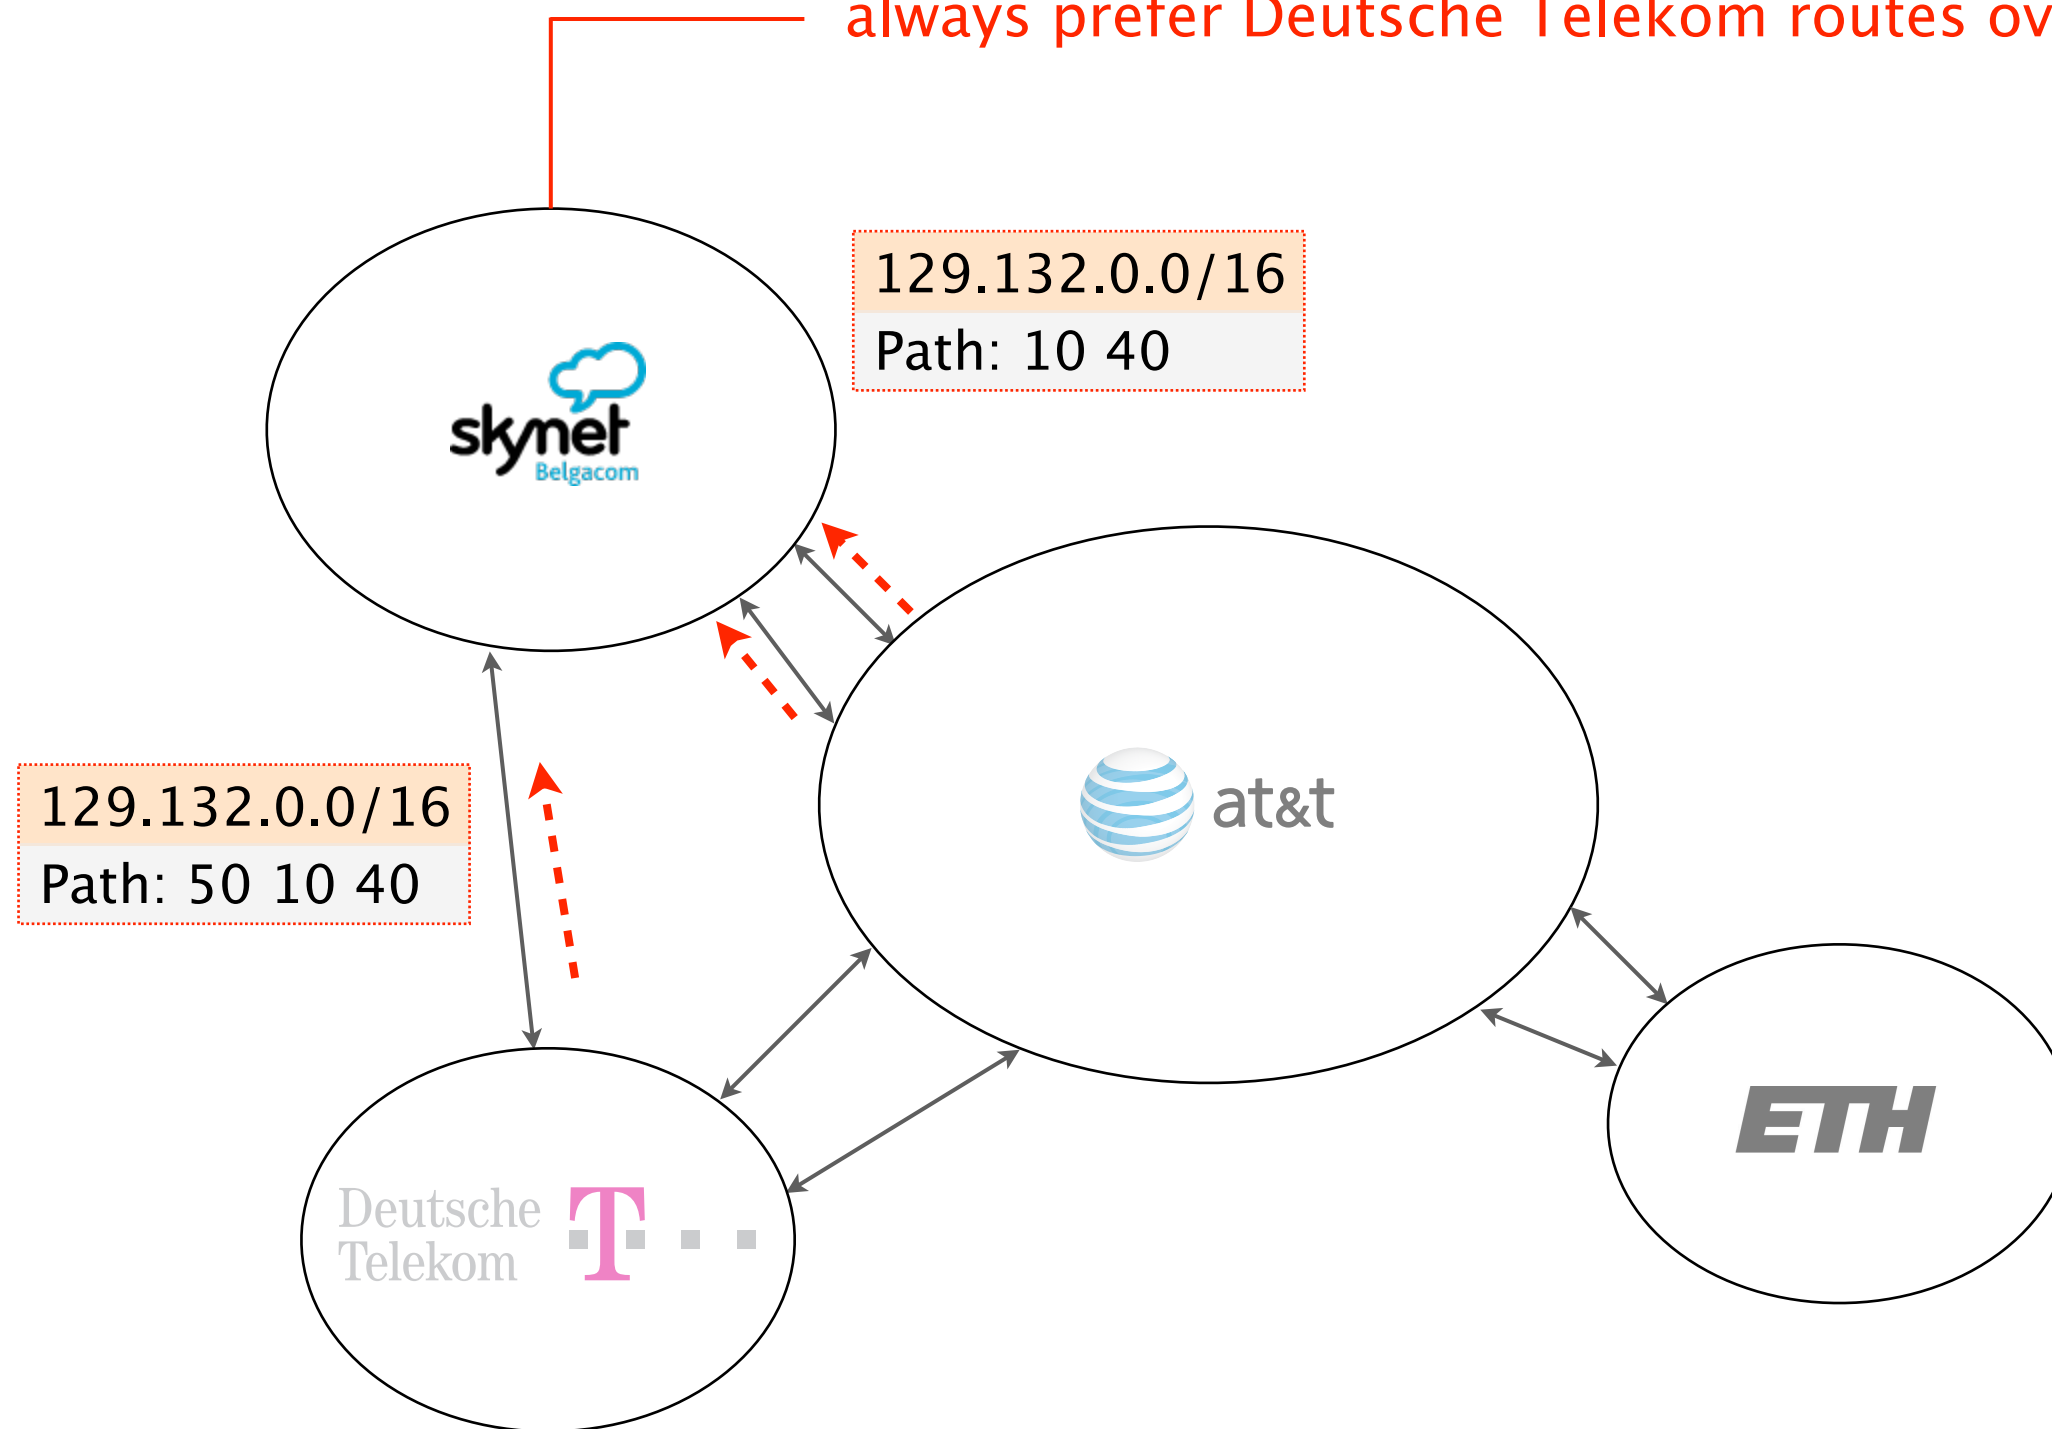 always prefer Deutsche Telekom routes ov
129.132.0.0/16
Path: 10 40
skynet
Belgacom
129.132.0.0/16
Path: 50 10 40
at&t
ETH
Deutsche
Telekom
T